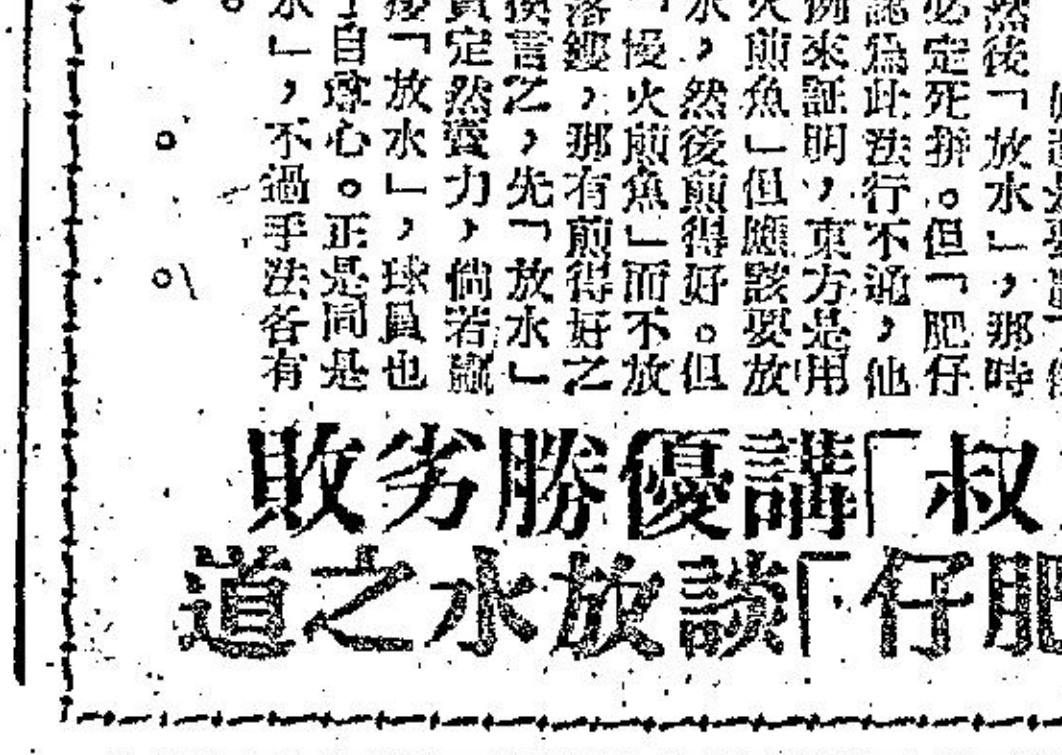 然後「放水」，那時
必定死拚。但「肥仔
認為此法行不通，他
例來証明，東方是用
火煎魚」但應該要放
水，然後煎得好。但
「慢火煎魚」而不放
落鑊，那有煎得好之
換言之，先「放水」
定然賣力，倘若
「放水」，球員也
自尊心。正是同是
水」，不過手法各有
叔」講優勝劣敗
肥仔」談放水之道